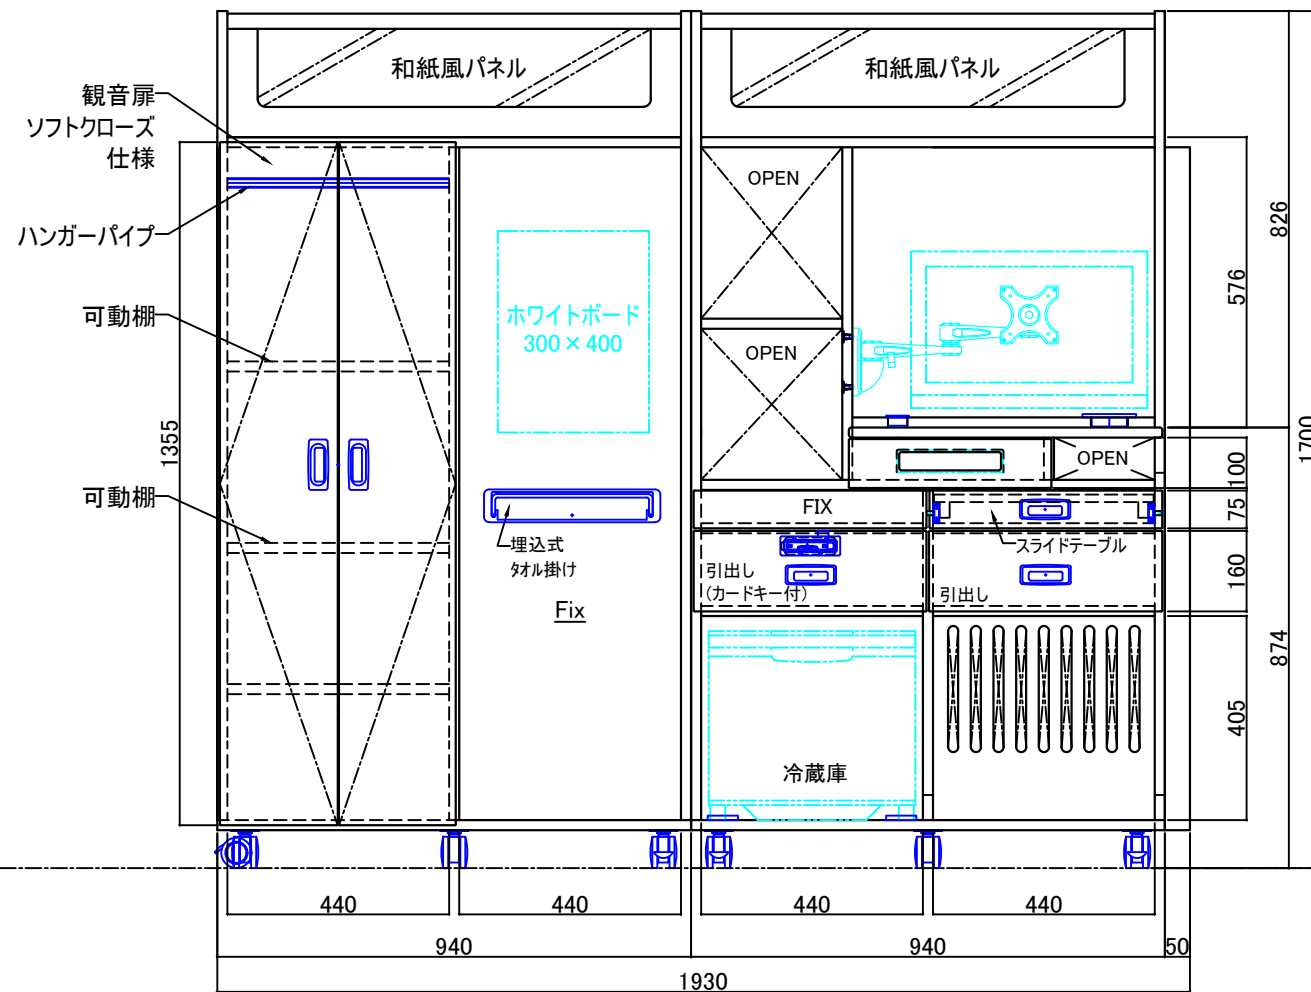 和紙風パネル
和紙風パネル
観音扉
ソフトクローズ
仕様
ハンガーパイプ
可動棚
可動棚
1355
ホワイトボード
300×400
埋込式
タオル掛け
Fix
OPEN
OPEN
OPEN
FIX
スライドテーブル
引出し
(カードキー付)
引出し
冷蔵庫
826
576
1700
100
75
160
874
405
440
440
440
440
940
940
50
1930